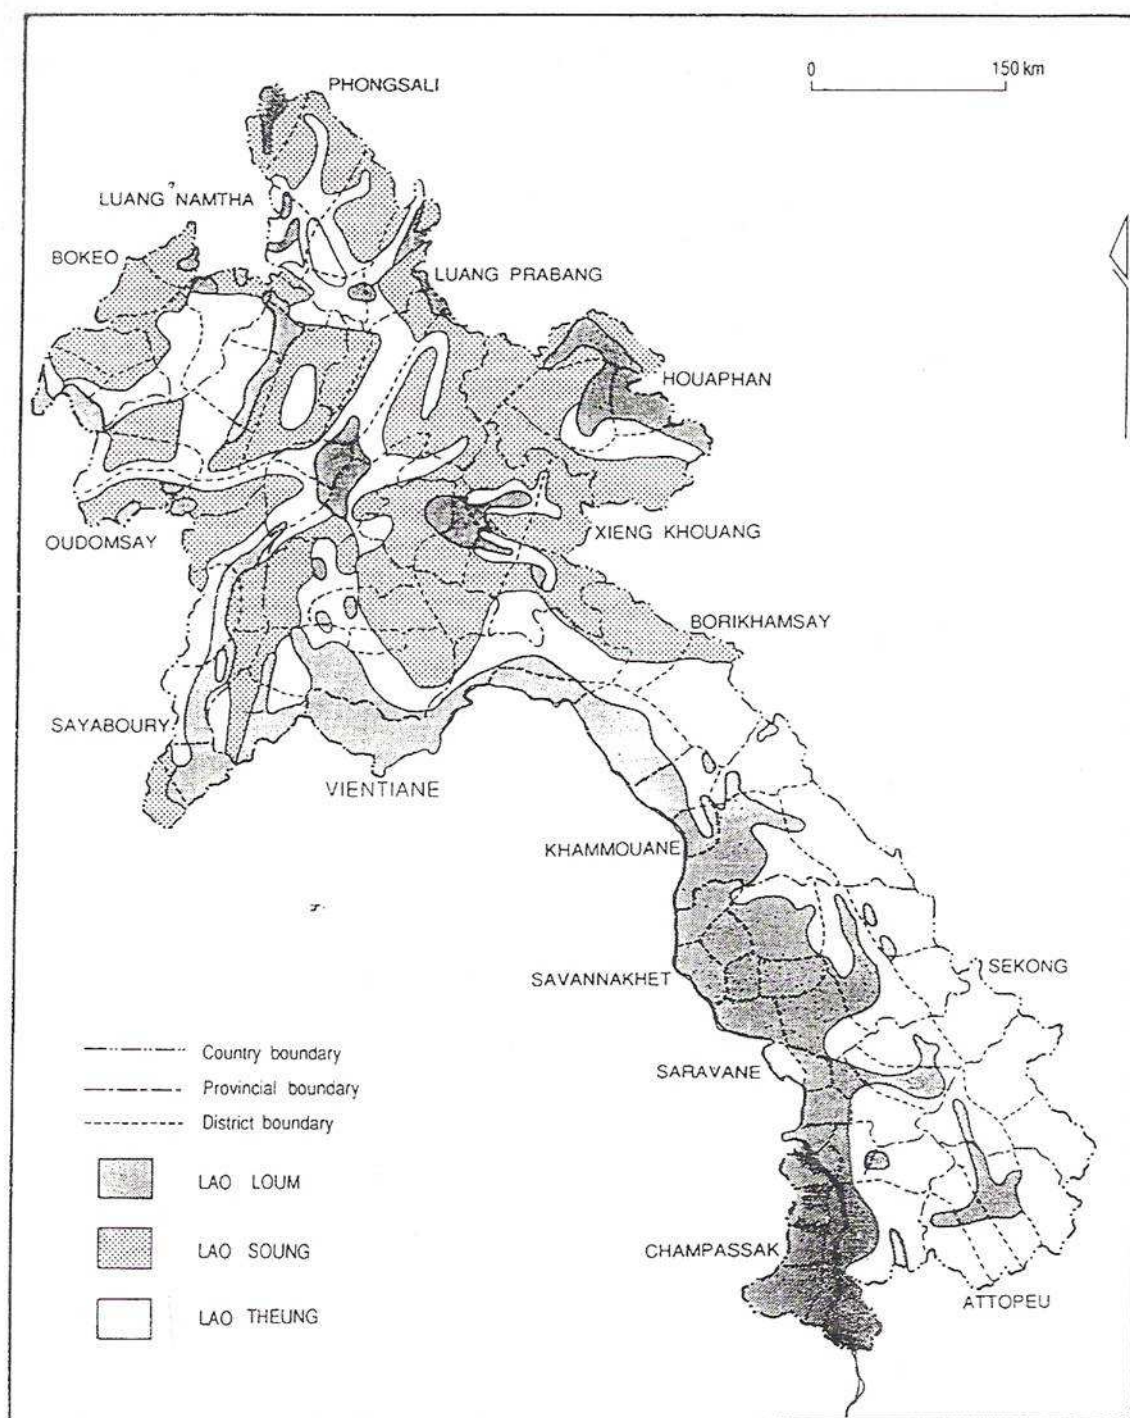 0 150 km
PHONGSALI
LUANG NAMTHA
BOKEO
LUANG PRABANG
HOUAPHAN
OUDOMSAY
XIENG KHOUANG
BORIKHAMSAY
SAYABOURY
VIENTIANE
KHAMMOUANE
SAVANNAKHET
SEKONG
SARAVANE
CHAMPASSAK
ATTOPEU
Country boundary
Provincial boundary
District boundary
LAO LOUM
LAO SOUNG
LAO THEUNG